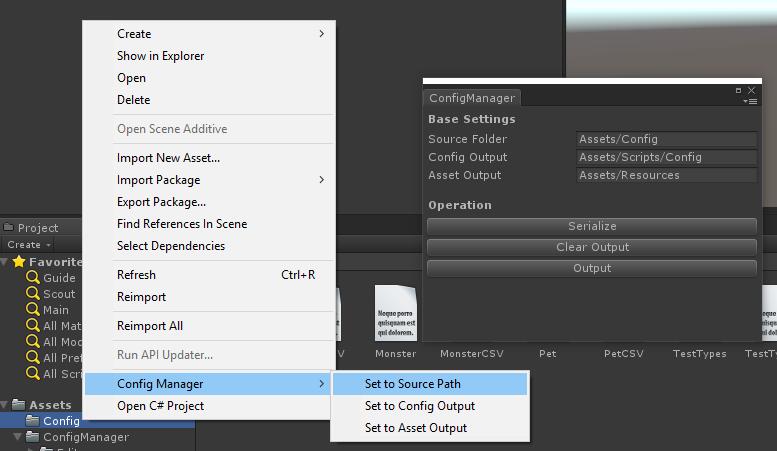 Create
Show in Explorer
Open
Delete
Open Scene Additive
Import New Asset...
Import Package
Export Package...
Find References In Scene
Select Dependencies
Refresh Ctrl+R
Reimport
Reimport All
Run API Updater...
Config Manager
Open C# Project
Set to Source Path
Set to Config Output
Set to Asset Output
ConfigManager
Base Settings
Source Folder Assets/Config
Config Output Assets/Scripts/Config
Asset Output Assets/Resources
Operation
Serialize
Clear Output
Output
Project
Create
Favorite
Guide
Scout
Main
All Mat
All Mod
All Pref
All Scri
Assets
Config
ConfigManager
Neque porro
quisquam est
qui dolorem.
V
Monster
MonsterCSV
Pet
PetCSV
TestTypes
TestTy